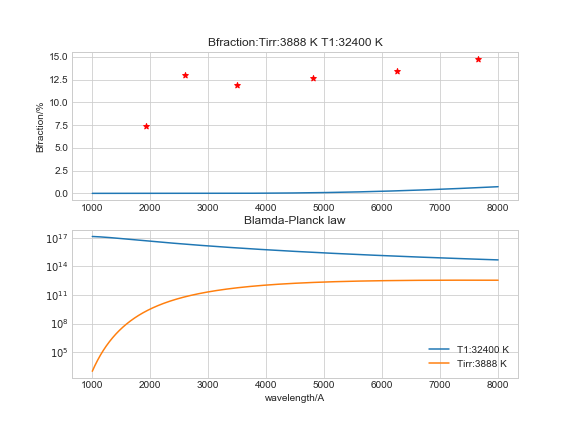 Bfraction:Tirr:3888 K T1:32400 K
15.0
12.5
10.0
7.5
5.0
2.5
0.0
Bfraction/%
1000 2000 3000 4000 5000 6000 7000 8000
Blamda-Planck law
10^17
10^14
10^11
10^8
10^5
T1:32400 K
Tirr:3888 K
1000 2000 3000 4000 5000 6000 7000 8000
wavelength/A